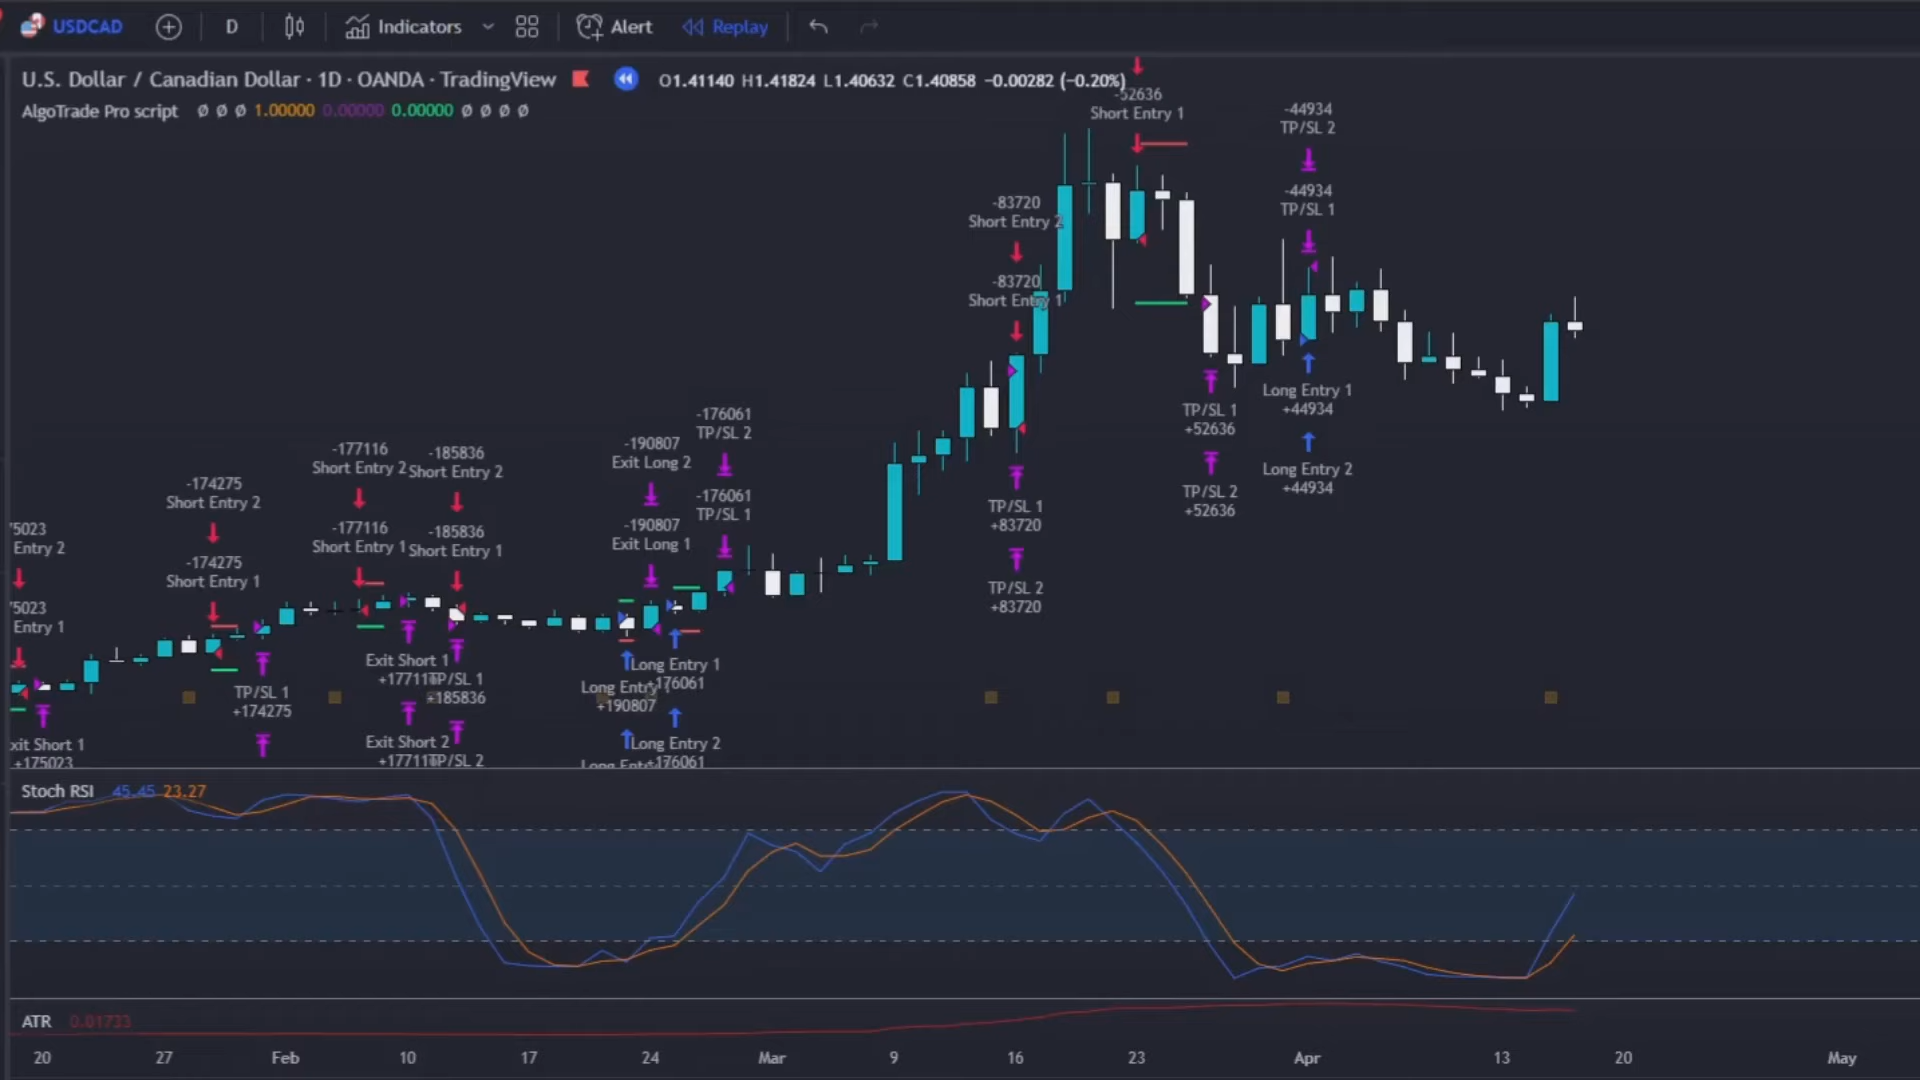 USDCAD D Indicators Alert Replay
U.S. Dollar / Canadian Dollar · 1D · OANDA · TradingView O1.41140 H1.41824 L1.40632 C1.40858 −0.00282 (−0.20%)
AlgoTrade Pro script ø ø ø 1.00000 0.00000 0.00000 ø ø ø ø
-52636
Short Entry 1
-44934
TP/SL 2
-44934
TP/SL 1
-83720
Short Entry 2
-83720
Short Entry 1
TP/SL 1
+52636
TP/SL 2
+52636
Long Entry 1
+44934
Long Entry 2
+44934
-176061
TP/SL 2
-176061
TP/SL 1
-190807
Exit Long 2
-190807
Exit Long 1
-177116
Short Entry 2
-177116
Short Entry 1
-185836
Short Entry 2
-185836
Short Entry 1
-174275
Short Entry 2
-174275
Short Entry 1
75023
Entry 2
75023
Entry 1
TP/SL 1
+83720
TP/SL 2
+83720
TP/SL 1
+174275
Exit Short 1
+177116
TP/SL 1
+185836
Exit Short 2
+177116
TP/SL 2
Long Entry 1
+176061
Long Entry
+190807
Long Entry 2
+176061
xit Short 1
+175023
Stoch RSI 45.45 23.27
ATR 0.01733
20 27 Feb 10 17 24 Mar 9 16 23 Apr 13 20 May